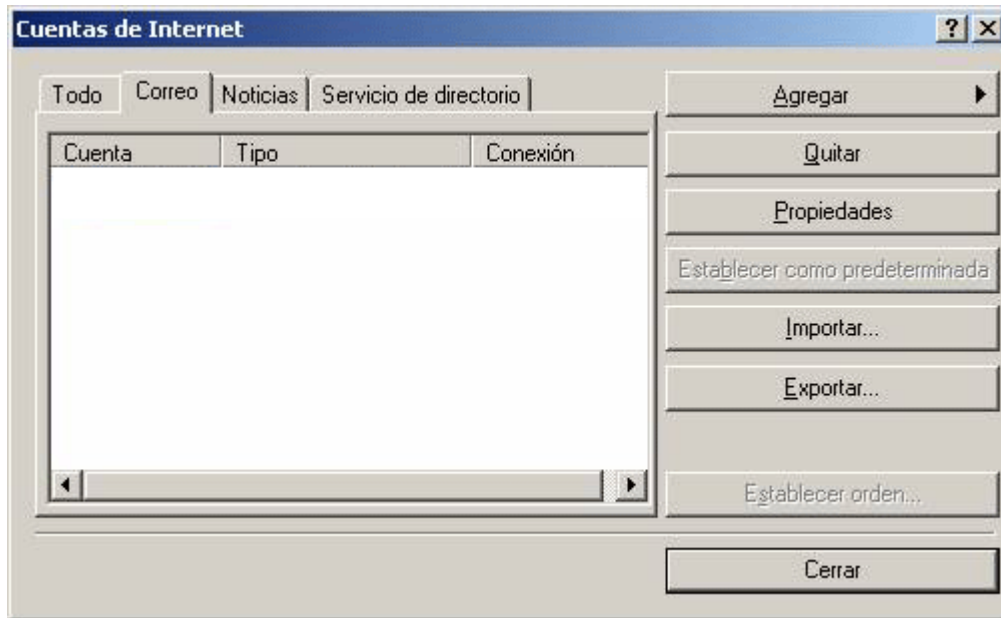 Cuentas de Internet
Todo Correo Noticias Servicio de directorio
Cuenta Tipo Conexión
Agregar
Quitar
Propiedades
Establecer como predeterminada
Importar...
Exportar...
Establecer orden...
Cerrar